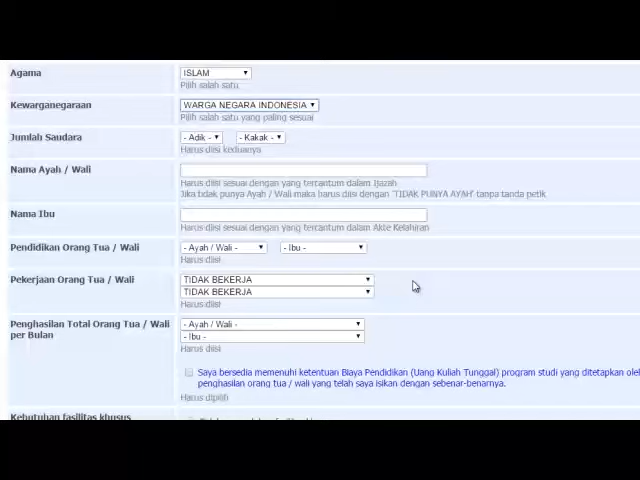 Agama
ISLAM
Pilih salah satu
Kewarganegaraan
WARGA NEGARA INDONESIA
Pilih salah satu yang paling sesuai
Jumlah Saudara
- Adik -
- Kakak -
Harus diisi keduanya
Nama Ayah / Wali
Harus diisi sesuai dengan yang tercantum dalam Ijazah
Jika tidak punya Ayah / Wali maka harus diisi dengan "TIDAK PUNYA AYAH" tanpa tanda petik
Nama Ibu
Harus diisi sesuai dengan yang tercantum dalam Akte Kelahiran
Pendidikan Orang Tua / Wali
- Ayah / Wali -
- Ibu -
Harus diisi
Pekerjaan Orang Tua / Wali
TIDAK BEKERJA
TIDAK BEKERJA
Harus diisi
Penghasilan Total Orang Tua / Wali
per Bulan
- Ayah / Wali -
- Ibu -
Harus diisi
Saya bersedia memenuhi ketentuan Biaya Pendidikan (Uang Kuliah Tunggal) program studi yang ditetapkan
penghasilan orang tua / wali yang telah saya isikan dengan sebenar-benarnya.
Harus dipilih
Kebutuhan fasilitas khusus